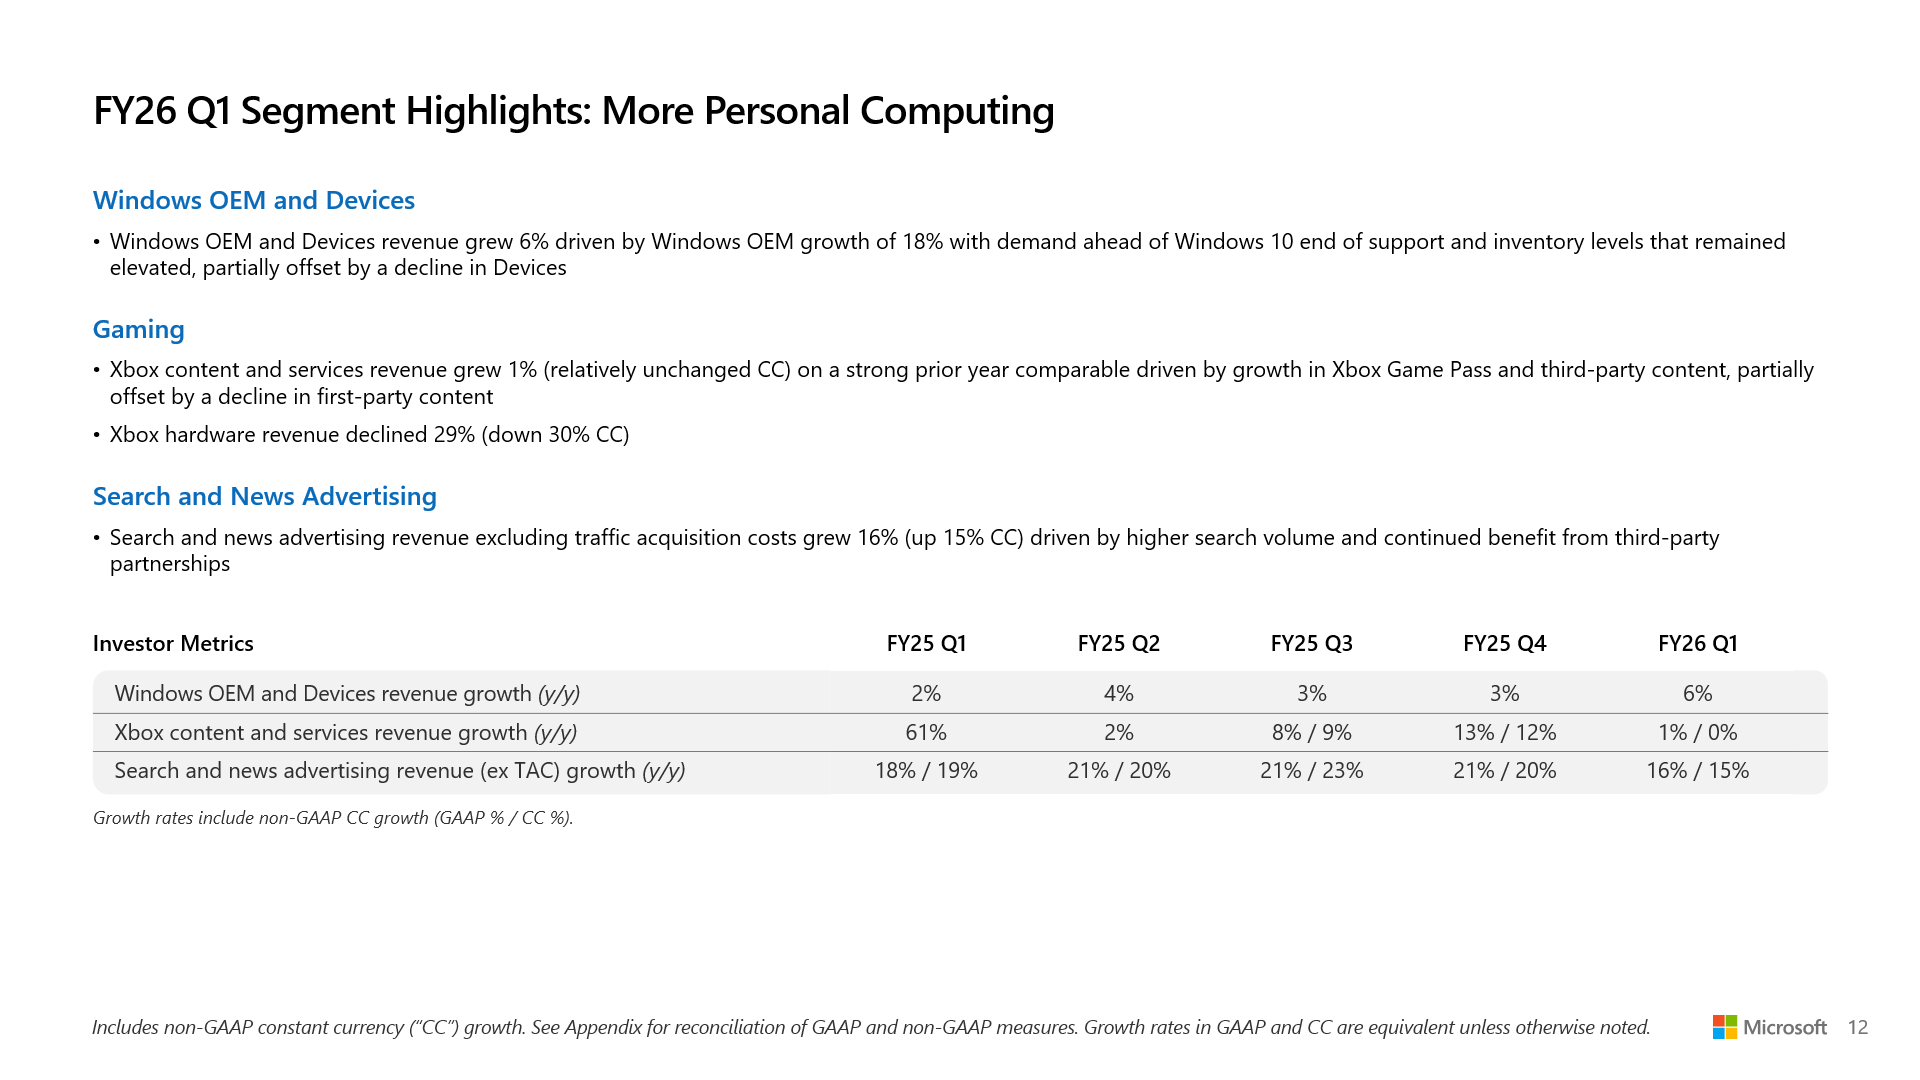 FY26 Q1 Segment Highlights: More Personal Computing
Windows OEM and Devices
• Windows OEM and Devices revenue grew 6% driven by Windows OEM growth of 18% with demand ahead of Windows 10 end of support and inventory levels that remained
elevated, partially offset by a decline in Devices
Gaming
• Xbox content and services revenue grew 1% (relatively unchanged CC) on a strong prior year comparable driven by growth in Xbox Game Pass and third-party content, partially
offset by a decline in first-party content
• Xbox hardware revenue declined 29% (down 30% CC)
Search and News Advertising
• Search and news advertising revenue excluding traffic acquisition costs grew 16% (up 15% CC) driven by higher search volume and continued benefit from third-party
partnerships
Investor Metrics FY25 Q1 FY25 Q2 FY25 Q3 FY25 Q4 FY26 Q1
Windows OEM and Devices revenue growth (y/y) 2% 4% 3% 3% 6%
Xbox content and services revenue growth (y/y) 61% 2% 8% / 9% 13% / 12% 1% / 0%
Search and news advertising revenue (ex TAC) growth (y/y) 18% / 19% 21% / 20% 21% / 23% 21% / 20% 16% / 15%
Growth rates include non-GAAP CC growth (GAAP % / CC %).
Includes non-GAAP constant currency (“CC”) growth. See Appendix for reconciliation of GAAP and non-GAAP measures. Growth rates in GAAP and CC are equivalent unless otherwise noted.
Microsoft 12